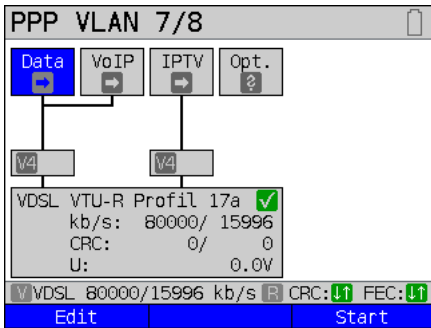 PPP VLAN 7/8
Data VoIP IPTV Opt.
?
V4 V4
VDSL VTU-R Profil 17a
kb/s: 80000/ 15996
CRC: 0/ 0
U: 0.0V
V VDSL 80000/15996 kb/s R CRC: FEC:
Edit Start